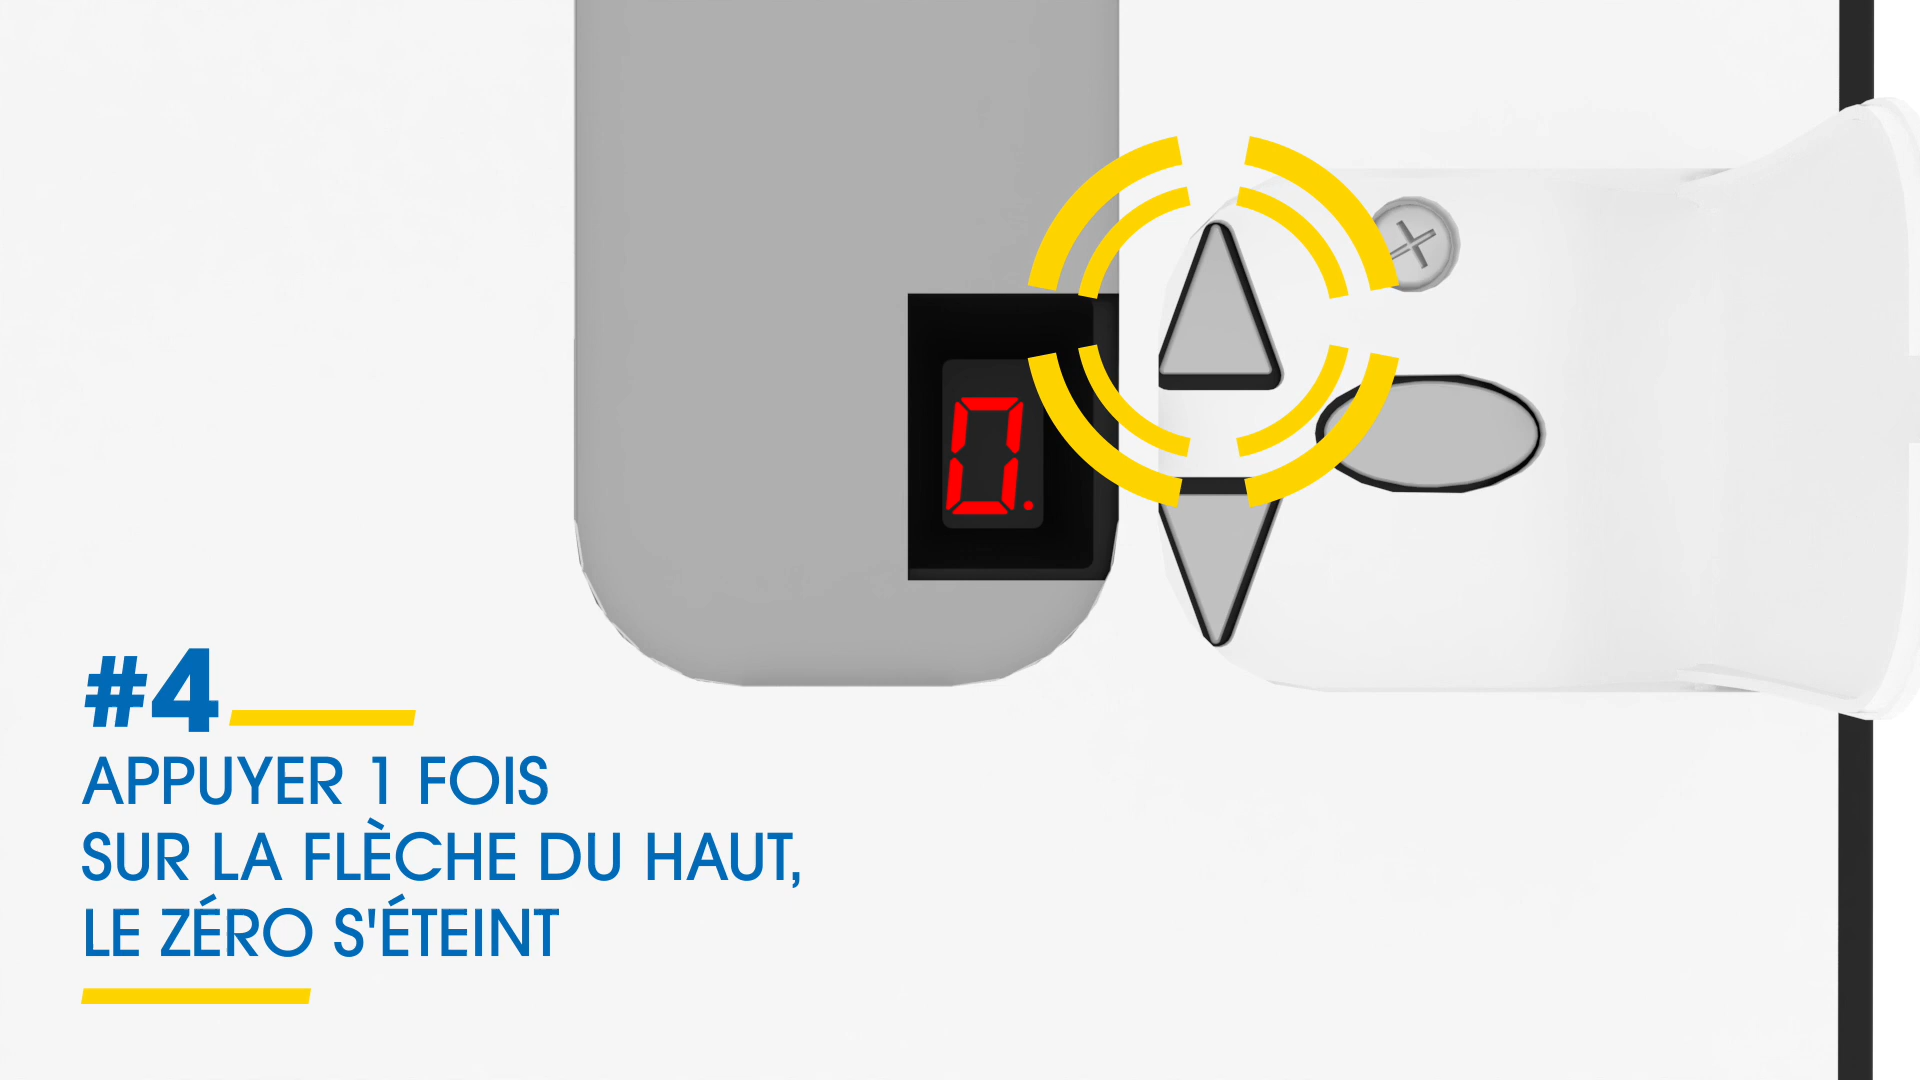 0.
#4
APPUYER 1 FOIS
SUR LA FLÈCHE DU HAUT,
LE ZÉRO S'ÉTEINT